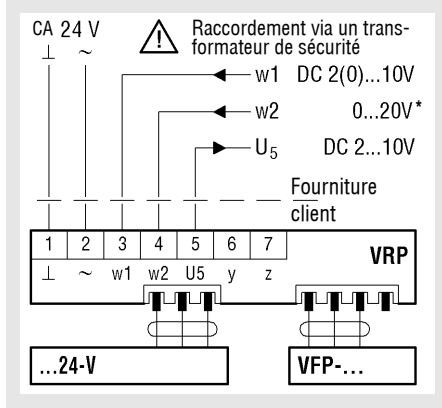 CA 24 V
⊥ ~
Raccordement via un trans-
formateur de sécurité
w1 DC 2(0)...10V
w2 0...20V*
U5 DC 2...10V
Fourniture
client
1 2 3 4 5 6 7
⊥ ~ w1 w2 U5 y z
VRP
...24-V
VFP-...